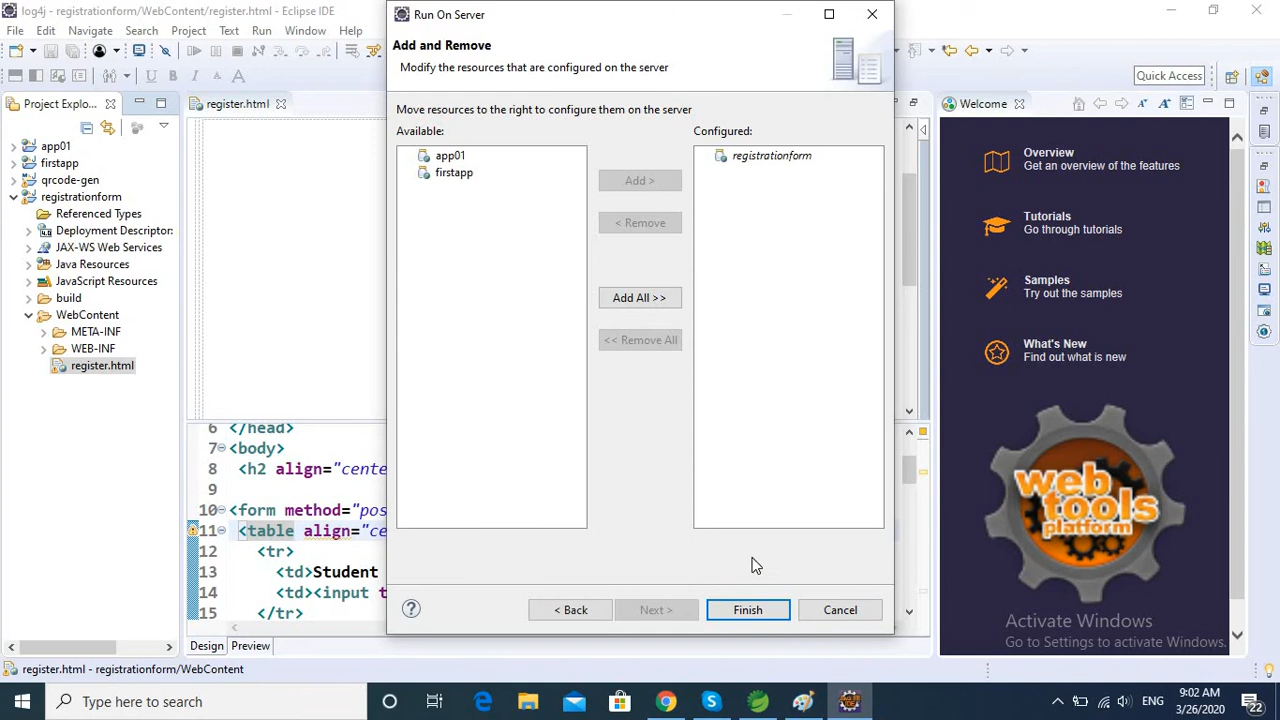 log4j - registrationform/WebContent/register.html - Eclipse IDE
File Edit Navigate Search Project Text Run Window Help
Quick Access
Project Explo...
app01
firstapp
qrcode-gen
registrationform
Referenced Types
Deployment Descriptor:
JAX-WS Web Services
Java Resources
JavaScript Resources
build
WebContent
META-INF
WEB-INF
register.html
register.html
6 </head>
7 <body>
8 <h2 align="cente
9
10 <form method="pos
11 <table align="ce
12 <tr>
13 <td>Student
14 <td><input t
15 </tr>
Design Preview
Run On Server
Add and Remove
Modify the resources that are configured on the server
Move resources to the right to configure them on the server
Available:
app01
firstapp
Add >
< Remove
Add All >>
<< Remove All
Configured:
registrationform
< Back Next > Finish Cancel
Welcome
Overview
Get an overview of the features
Tutorials
Go through tutorials
Samples
Try out the samples
What's New
Find out what is new
web
tools
platform
Activate Windows
Go to Settings to activate Windows.
register.html - registrationform/WebContent
Type here to search
ENG
9:02 AM
3/26/2020
22